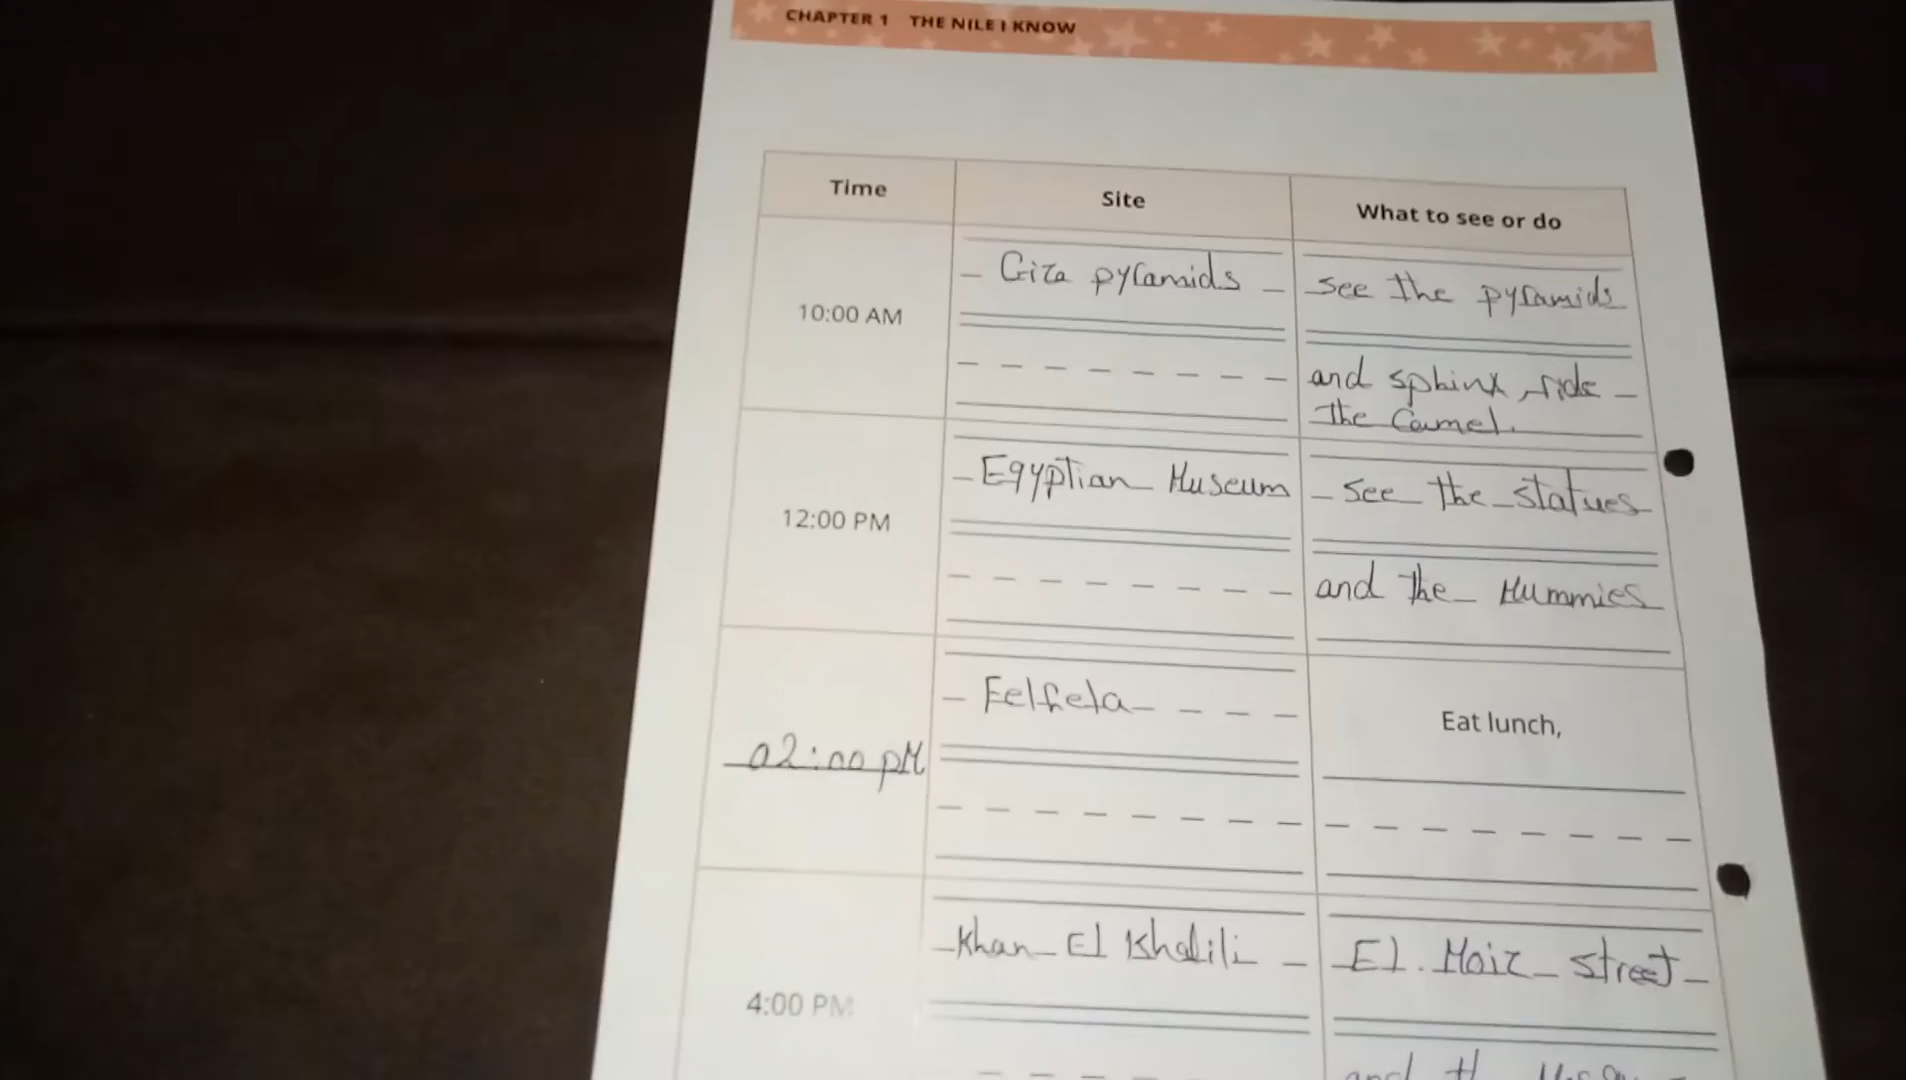 CHAPTER 1 THE NILE I KNOW
Time Site What to see or do
10:00 AM
Giza pyramids
see the pyramids
and sphinx, ride
the Camel.
12:00 PM
Egyptian Museum
see the statues
and the Mummies
02:00 pM
Felfela
Eat lunch,
4:00 PM
Khan El Khalili
El. Moiz street
and th